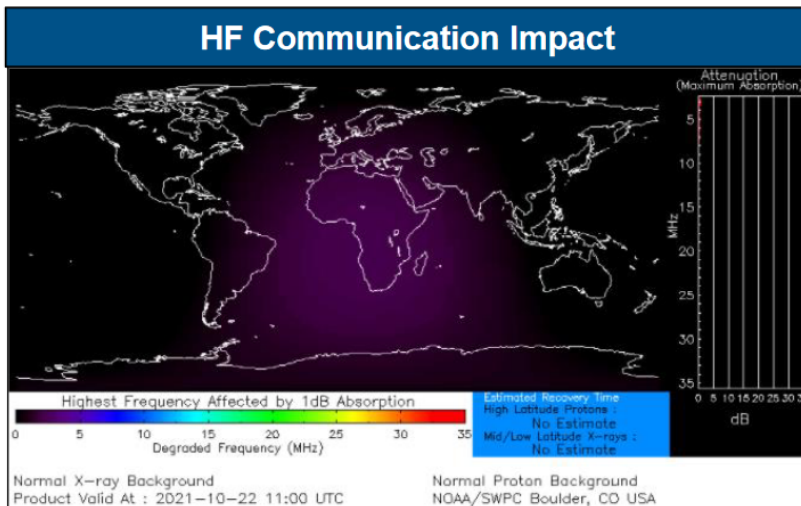 HF Communication Impact
Attenuation
(Maximum Absorption)
5
10
15
20
25
30
35
MHz
0 5 10 15 20 25 30
dB
Highest Frequency Affected by 1dB Absorption
0 5 10 15 20 25 30 35
Degraded Frequency (MHz)
Estimated Recovery Time
High Latitude Protons :
No Estimate
Mid/Low Latitude X-rays :
No Estimate
Normal X-ray Background
Normal Proton Background
Product Valid At : 2021-10-22 11:00 UTC
NOAA/SWPC Boulder, CO USA